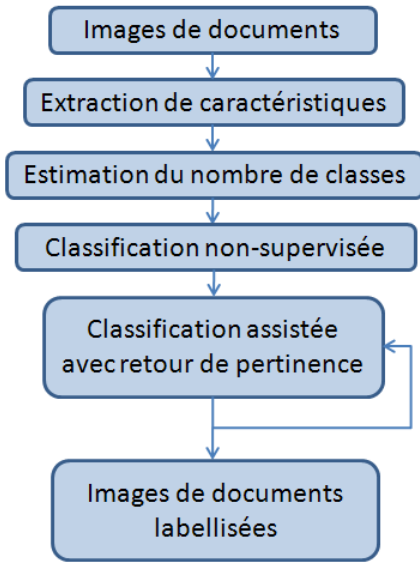 Images de documents
Extraction de caractéristiques
Estimation du nombre de classes
Classification non-supervisée
Classification assistée
avec retour de pertinence
Images de documents
labellisées